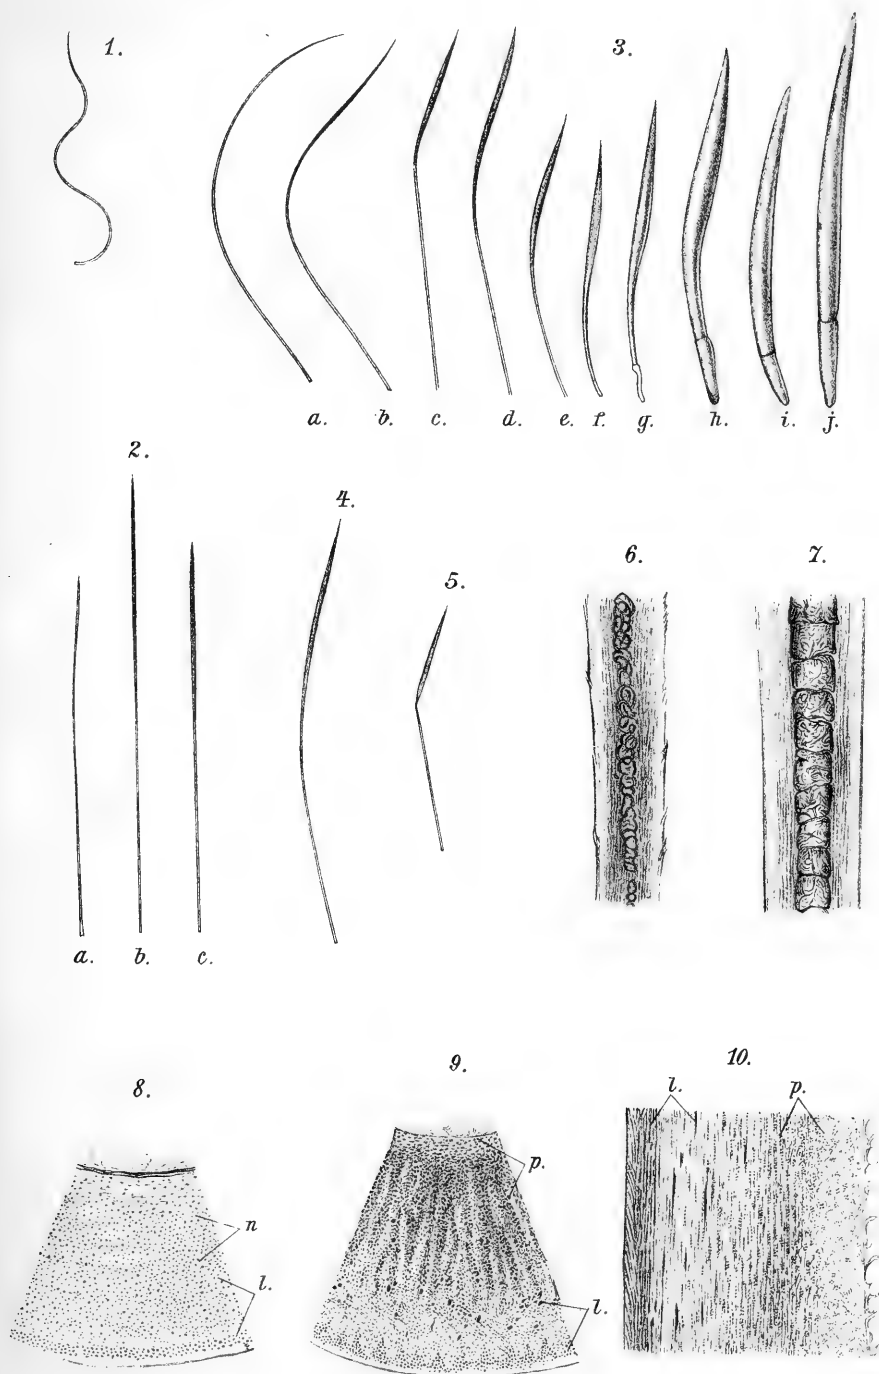 1.
3.
a. b. c. d. e. f. g. h. i. j.
2.
4.
5.
6.
7.
a. b. c.
8.
9.
10.
l. p.
p.
n
l.
l.